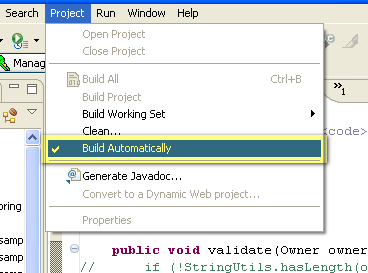 Search Project Run Window Help
Open Project
Close Project
Manag
Build All Ctrl+B
Build Project
Build Working Set
Clean...
<code>
Build Automatically
Generate Javadoc...
Convert to a Dynamic Web project...
Properties
»1
oring
samp
samp
samp
public void validate(Owner owner
// if (!StringUtils.hasLength(o